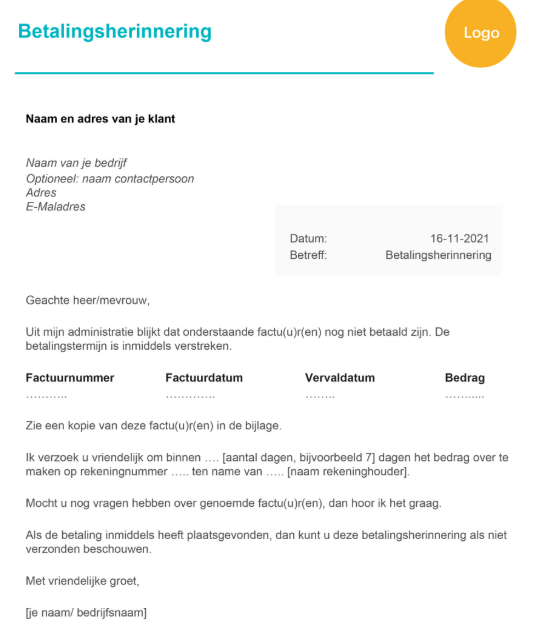 Betalingsherinnering
Logo
Naam en adres van je klant
Naam van je bedrijf
Optioneel: naam contactpersoon
Adres
E-Maladres
Datum: 16-11-2021
Betreff: Betalingsherinnering
Geachte heer/mevrouw,
Uit mijn administratie blijkt dat onderstaande factu(u)r(en) nog niet betaald zijn. De
betalingstermijn is inmiddels verstreken.
Factuurnummer Factuurdatum Vervaldatum Bedrag
……….. …………. …….. ……....
Zie een kopie van deze factu(u)r(en) in de bijlage.
Ik verzoek u vriendelijk om binnen …. [aantal dagen, bijvoorbeeld 7] dagen het bedrag over te
maken op rekeningnummer ….. ten name van ….. [naam rekeninghouder].
Mocht u nog vragen hebben over genoemde factu(u)r(en), dan hoor ik het graag.
Als de betaling inmiddels heeft plaatsgevonden, dan kunt u deze betalingsherinnering als niet
verzonden beschouwen.
Met vriendelijke groet,
[je naam/ bedrijfsnaam]